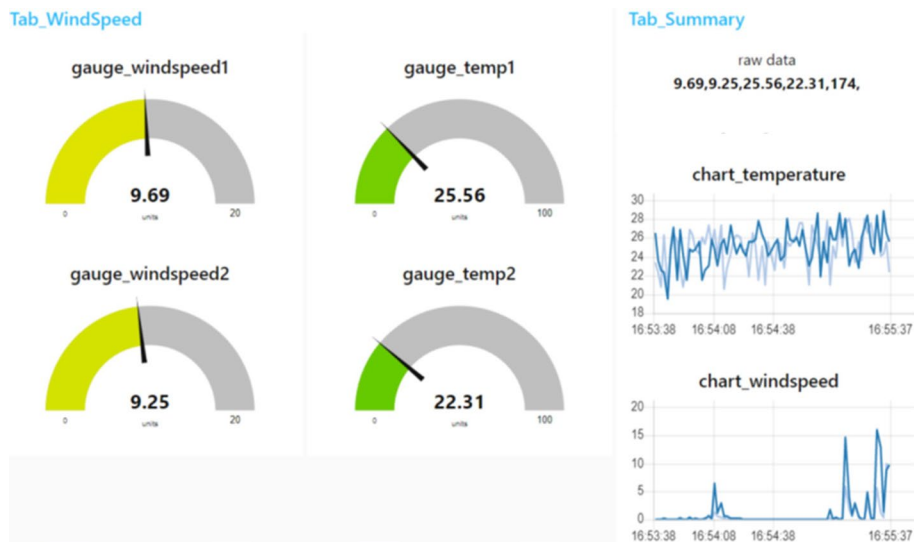 Tab_WindSpeed
gauge_windspeed1
9.69
0 units 20
gauge_temp1
25.56
0 units 100
gauge_windspeed2
9.25
0 units 20
gauge_temp2
22.31
0 units 100
Tab_Summary
raw data
9.69,9.25,25.56,22.31,174,
chart_temperature
30
28
26
24
22
20
18
16:53:38 16:54:08 16:54:38 16:55:37
chart_windspeed
20
15
10
5
0
16:53:38 16:54:08 16:54:38 16:55:37